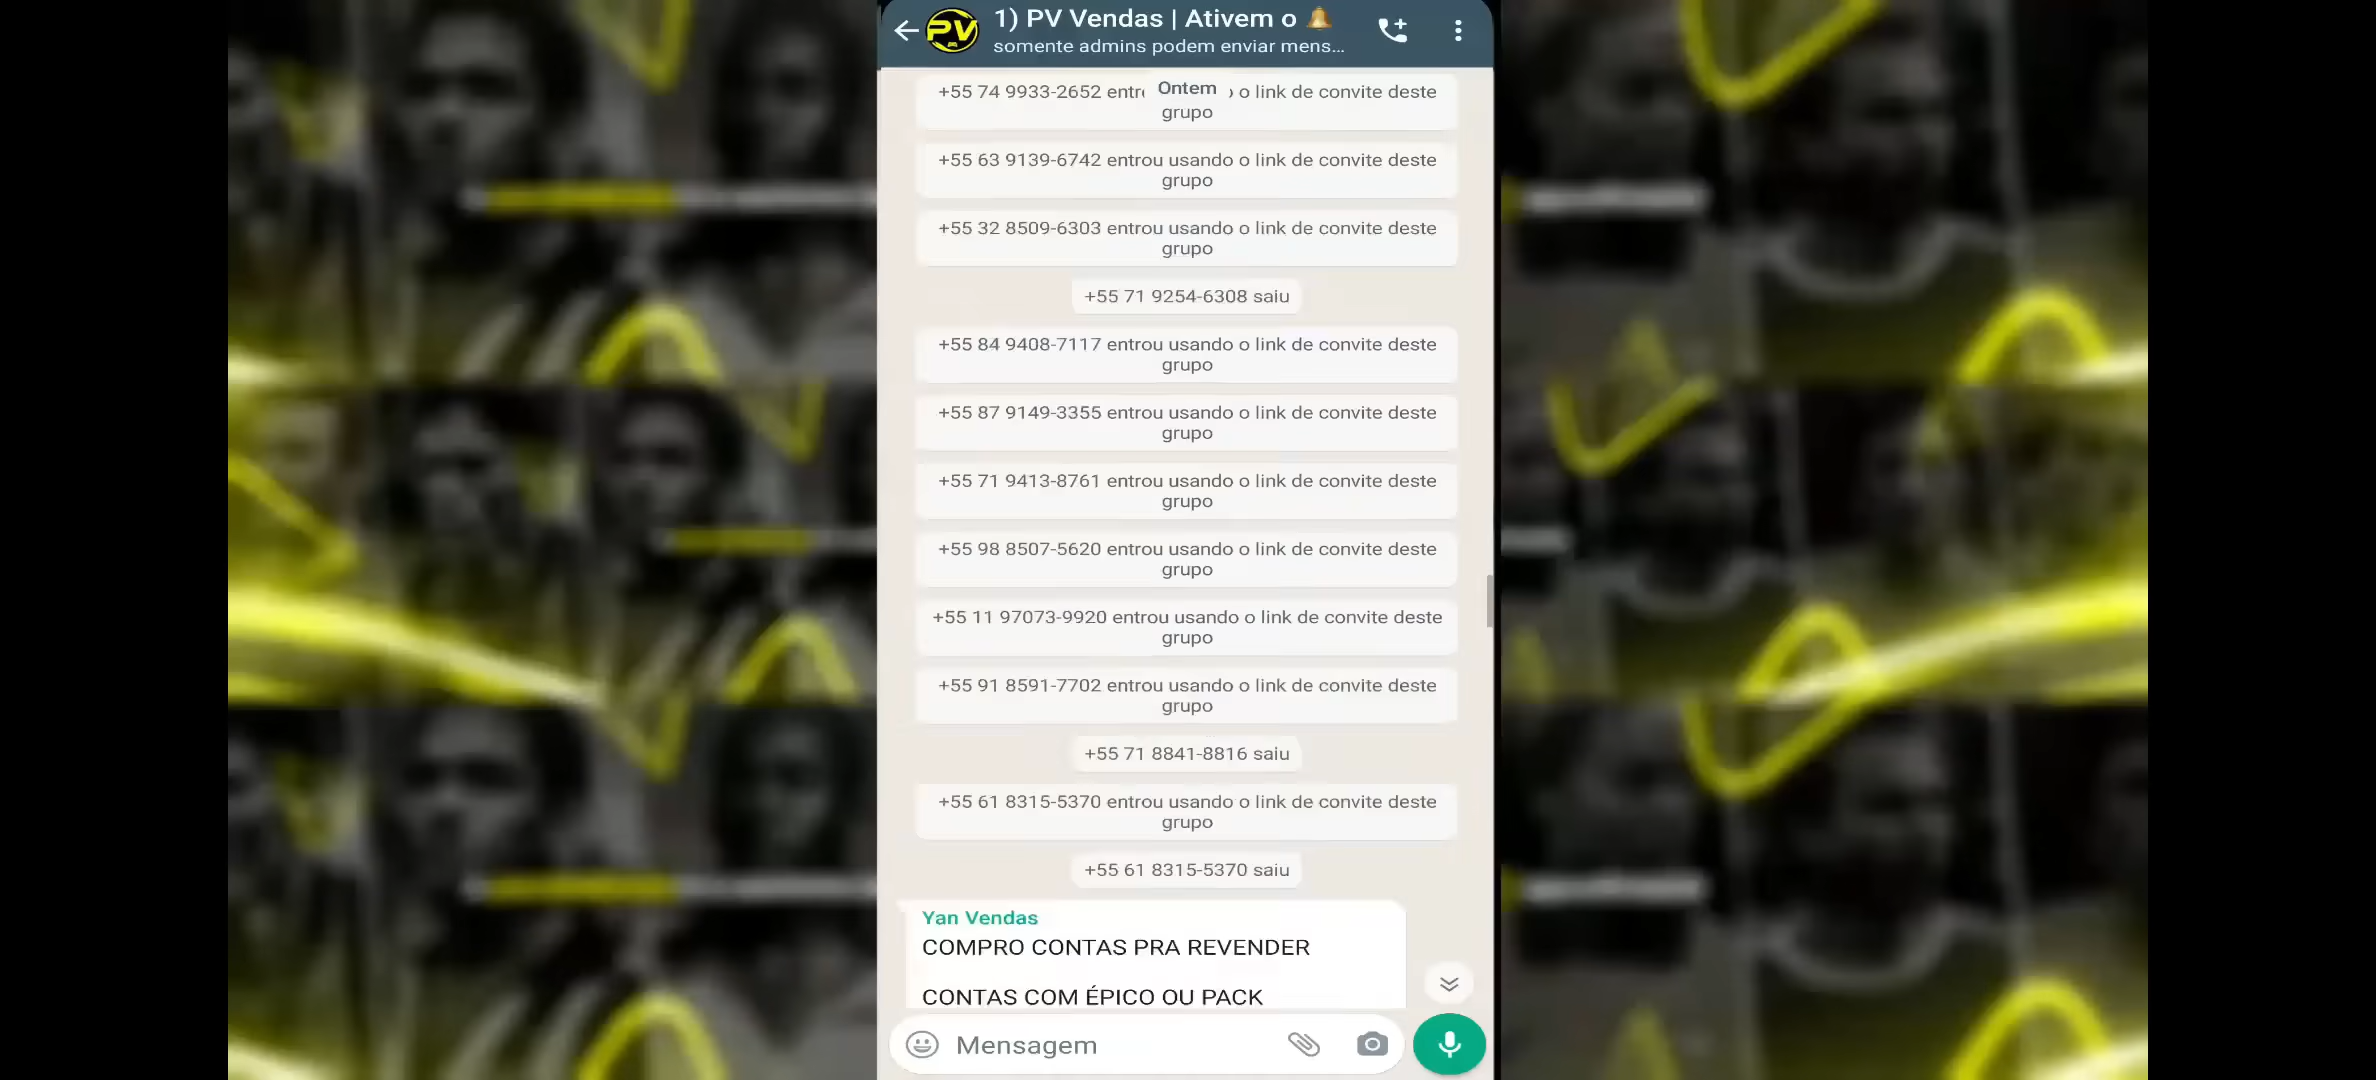 PV
1) PV Vendas | Ativem o 🔔
somente admins podem enviar mens...
Ontem
+55 74 9933-2652 o link de convite deste
grupo
+55 63 9139-6742 entrou usando o link de convite deste
grupo
+55 32 8509-6303 entrou usando o link de convite deste
grupo
+55 71 9254-6308 saiu
+55 84 9408-7117 entrou usando o link de convite deste
grupo
+55 87 9149-3355 entrou usando o link de convite deste
grupo
+55 71 9413-8761 entrou usando o link de convite deste
grupo
+55 98 8507-5620 entrou usando o link de convite deste
grupo
+55 11 97073-9920 entrou usando o link de convite deste
grupo
+55 91 8591-7702 entrou usando o link de convite deste
grupo
+55 71 8841-8816 saiu
+55 61 8315-5370 entrou usando o link de convite deste
grupo
+55 61 8315-5370 saiu
Yan Vendas
COMPRO CONTAS PRA REVENDER
CONTAS COM ÉPICO OU PACK
Mensagem